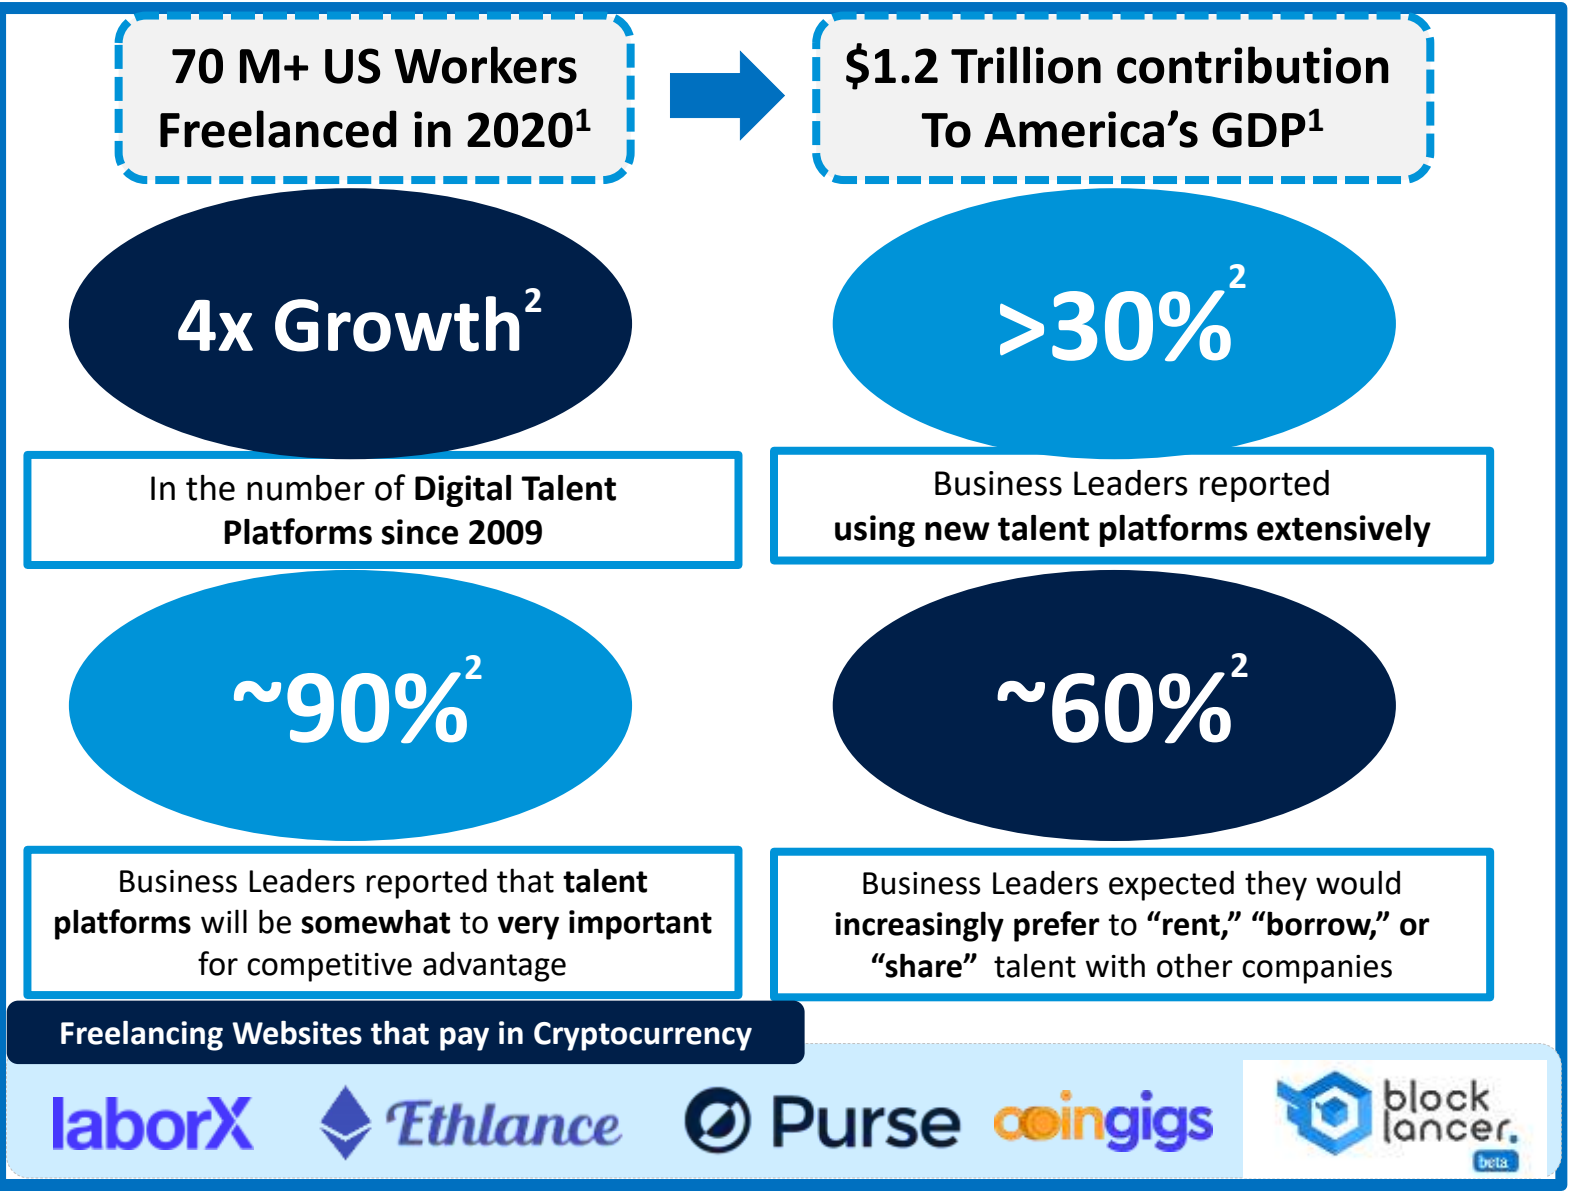 70 M+ US Workers
Freelanced in 2020¹
$1.2 Trillion contribution
To America’s GDP¹
4x Growth²
>30%²
In the number of Digital Talent
Platforms since 2009
Business Leaders reported
using new talent platforms extensively
~90%²
~60%²
Business Leaders reported that talent
platforms will be somewhat to very important
for competitive advantage
Business Leaders expected they would
increasingly prefer to “rent,” “borrow,” or
“share” talent with other companies
Freelancing Websites that pay in Cryptocurrency
laborX
Ethlance
Purse
coingigs
block
lancer.
beta